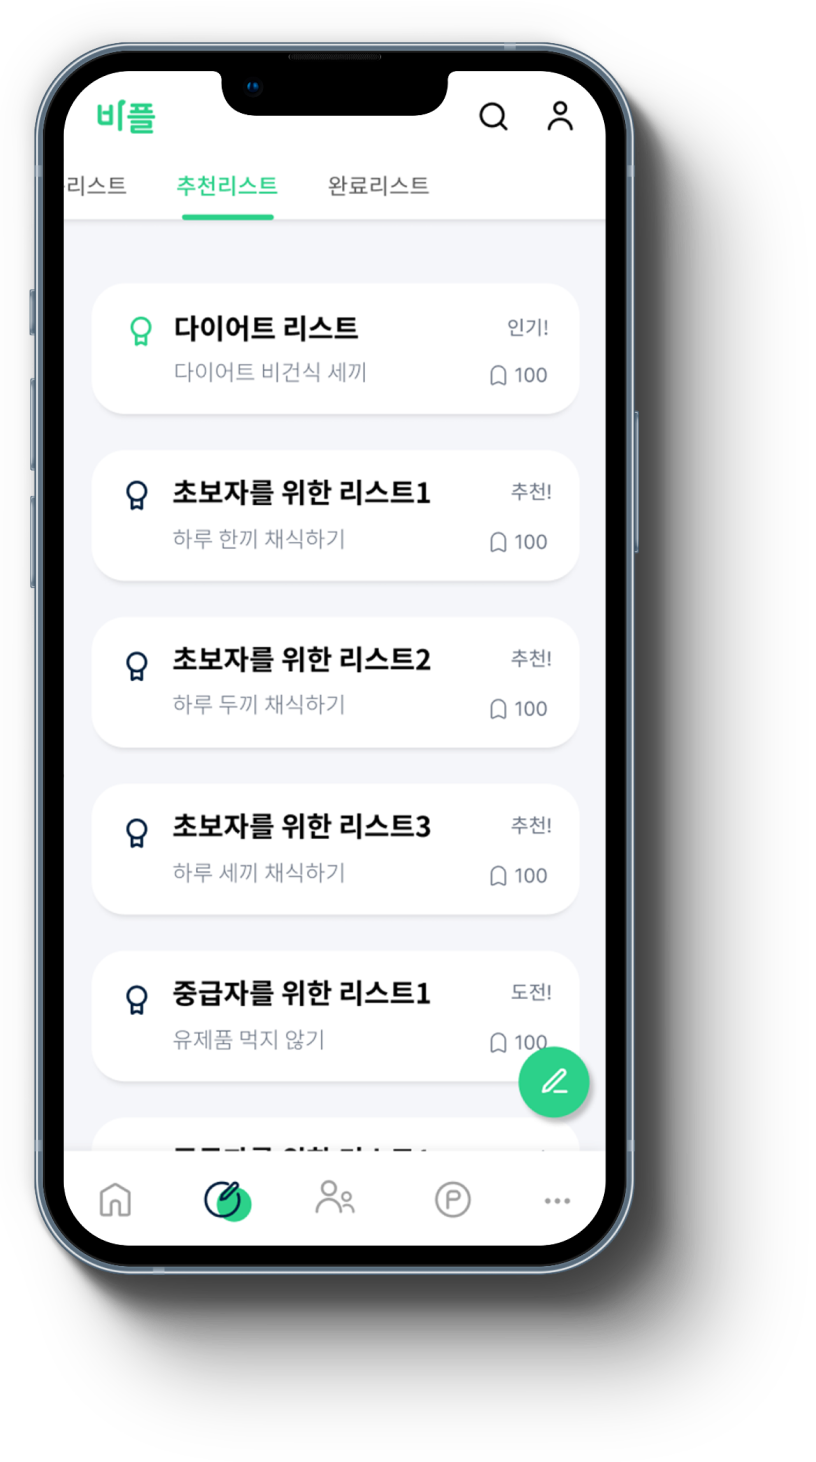 비플
리스트 추천리스트 완료리스트
다이어트 리스트 인기!
다이어트 비건식 세끼 100
초보자를 위한 리스트1 추천!
하루 한끼 채식하기 100
초보자를 위한 리스트2 추천!
하루 두끼 채식하기 100
초보자를 위한 리스트3 추천!
하루 세끼 채식하기 100
중급자를 위한 리스트1 도전!
유제품 먹지 않기 100
P